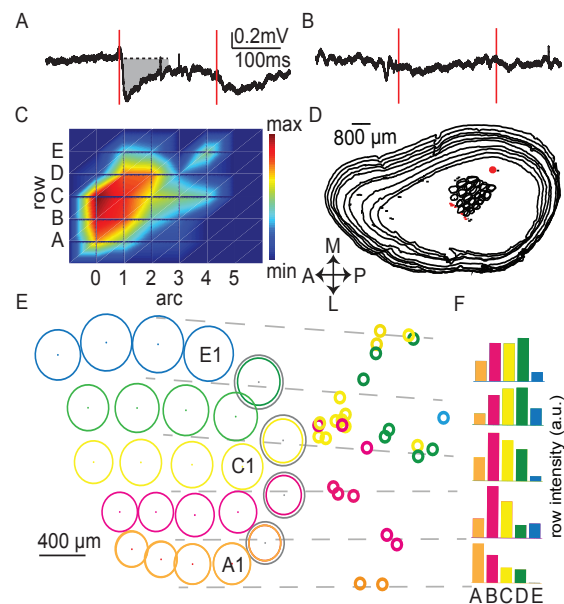 A
B
0.2mV
100ms
C
max
min
row
E
D
C
B
A
0 1 2 3 4 5
arc
D
800 µm
M
A P
L
E
E1
C1
A1
400 µm
F
row intensity (a.u.)
A B C D E